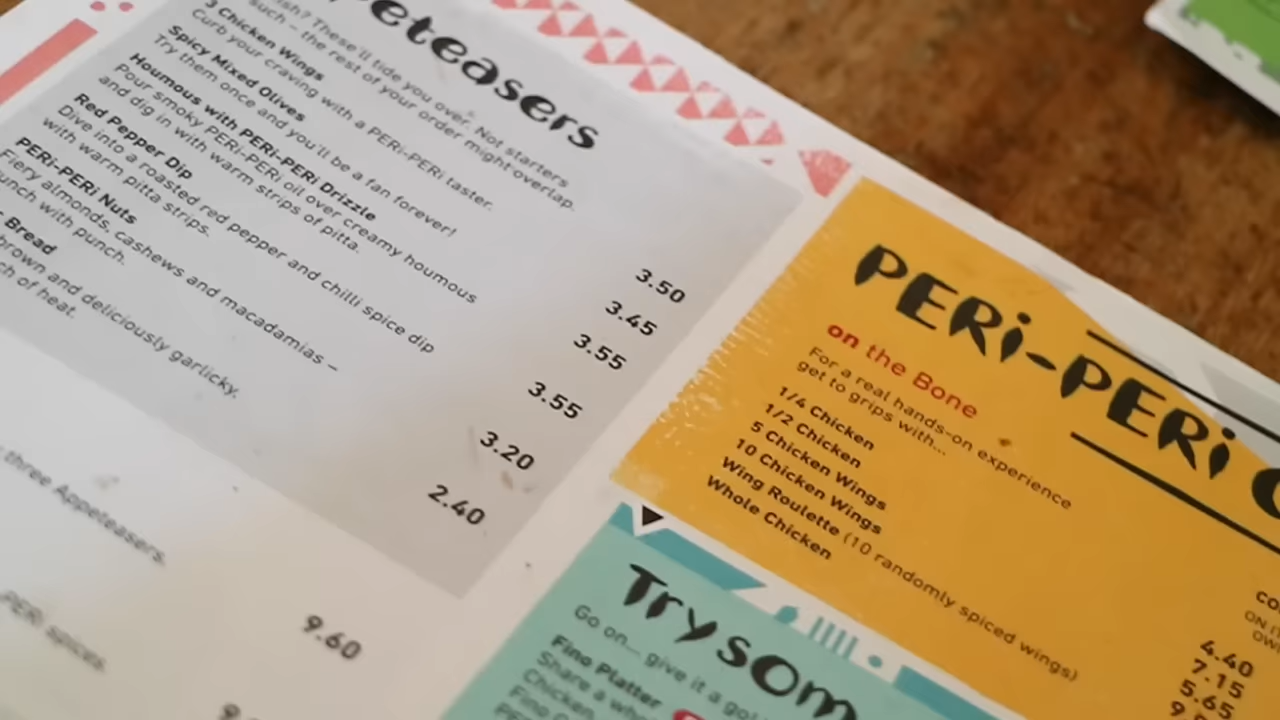 peteasers
ish? These'll tide you over. Not starters
such – the rest of your order might overlap.
3 Chicken Wings
Curb your craving with a PERi-PERi taster.
3.50
Spicy Mixed Olives
Try them once and you'll be a fan forever!
3.45
Houmous with PERi-PERi Drizzle
Pour smoky PERi-PERi oil over creamy houmous
and dig in with warm strips of pitta.
3.55
Red Pepper Dip
Dive into a roasted red pepper and chilli spice dip
with warm pitta strips.
3.55
PERi-PERi Nuts
Fiery almonds, cashews and macadamias –
unch with punch.
3.20
Bread
brown and deliciously garlicky,
ch of heat.
2.40
three Appeteasers.
9.60
PERi spices.
PERi-PERi C
on the Bone
For a real hands-on experience
get to grips with...
1/4 Chicken
1/2 Chicken
5 Chicken Wings
10 Chicken Wings
Wing Roulette (10 randomly spiced wings)
Whole Chicken
ON I
OW
4.40
7.15
5.65
9.
Try som
Go on... give it a go!
Fino Platter
Share a who
Chicken,
Fino